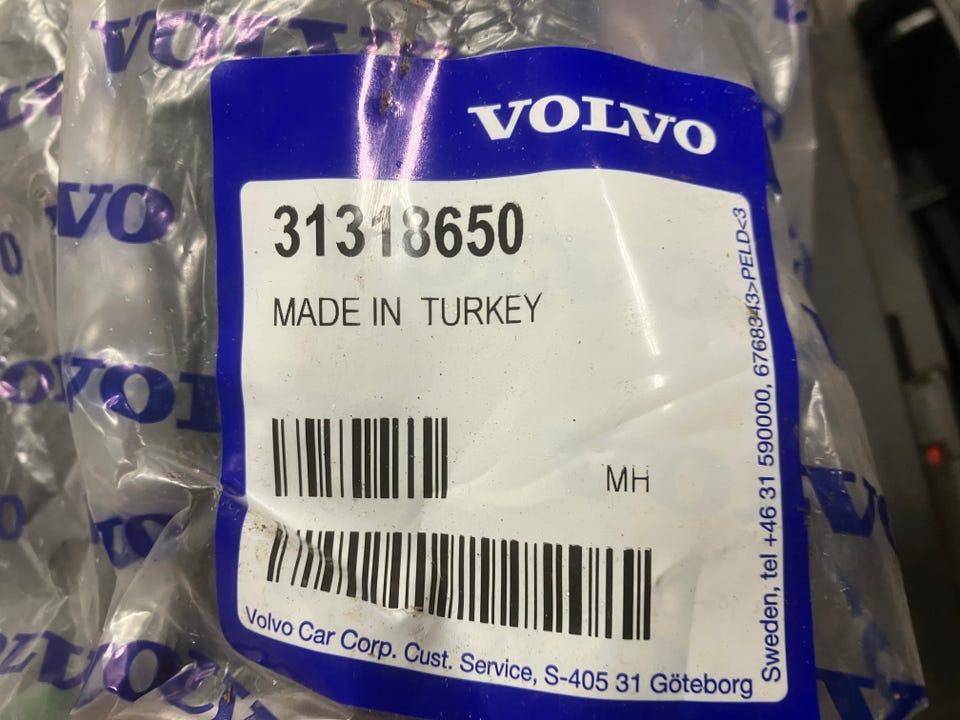 VOLVO
VOLVO
31318650
MADE IN TURKEY
MH
Volvo Car Corp. Cust. Service, S-405 31 Göteborg
Sweden, tel +46 31 590000, 6768343>PELD<3